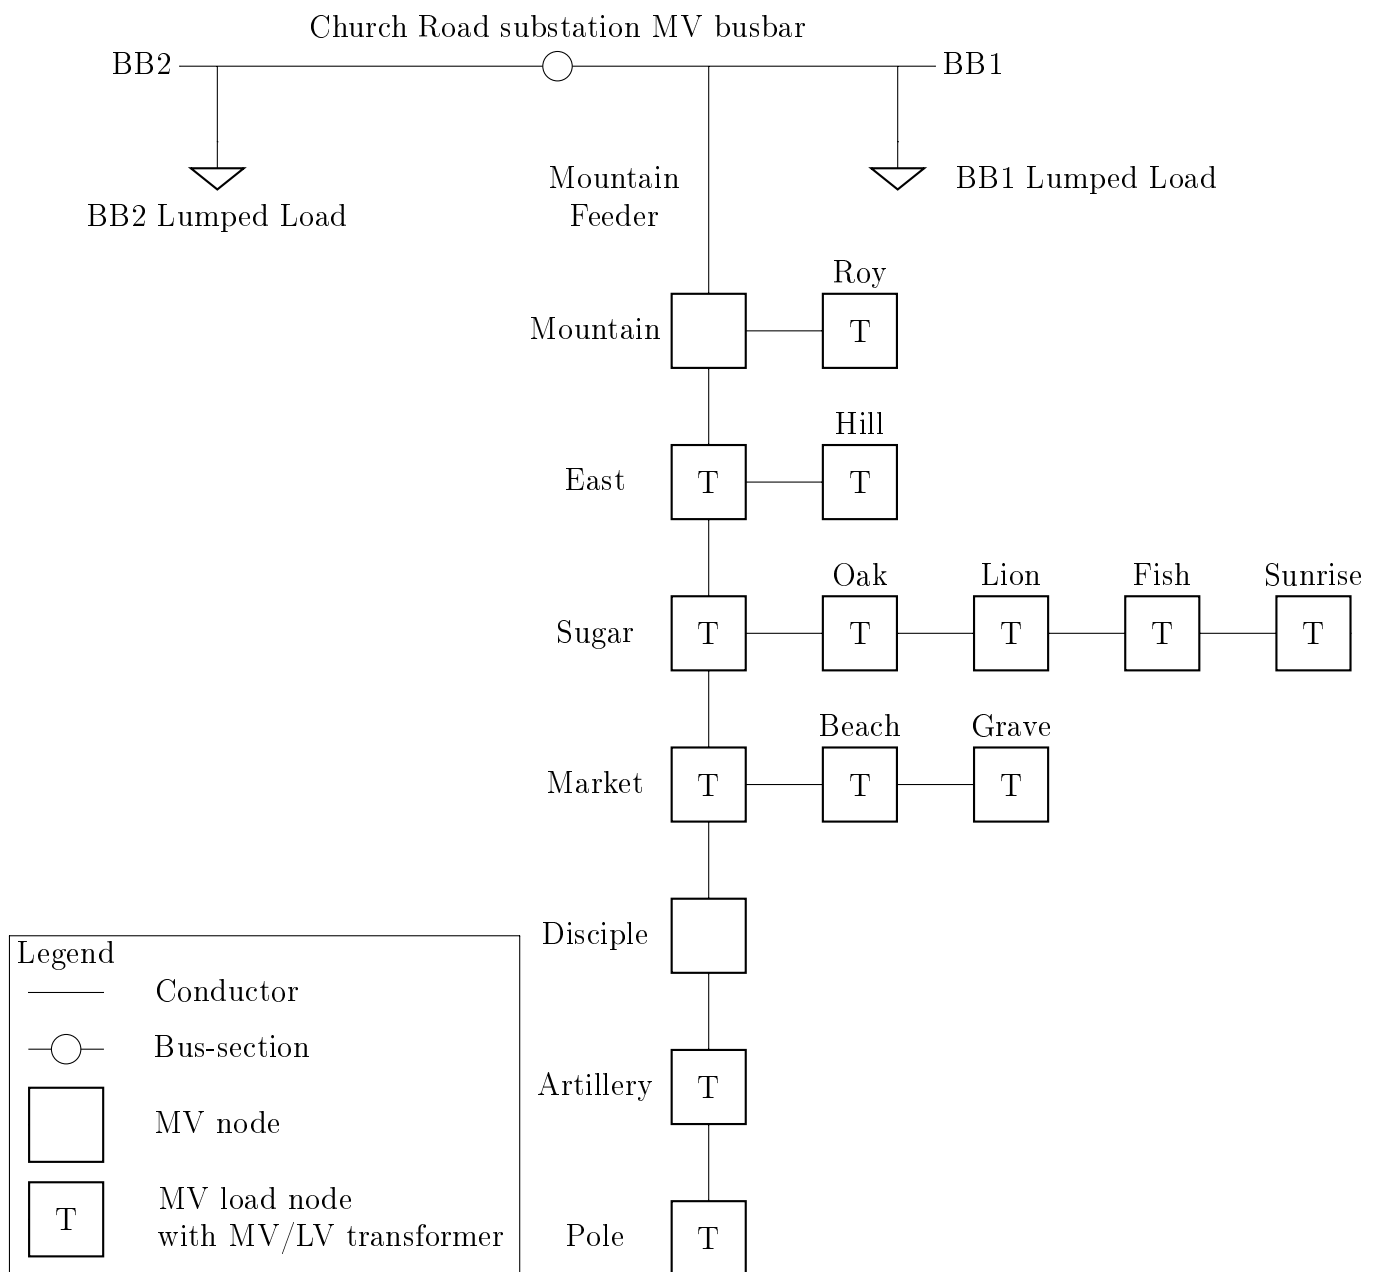 Church Road substation MV busbar
BB2
BB1
Mountain
Feeder
BB1 Lumped Load
BB2 Lumped Load
Roy
Mountain
T
Hill
East
T
T
Oak
Lion
Fish
Sunrise
Sugar
T
T
T
T
T
Beach
Grave
Market
T
T
T
Disciple
Artillery
T
Pole
T
Legend
Conductor
Bus-section
MV node
T
MV load node
with MV/LV transformer